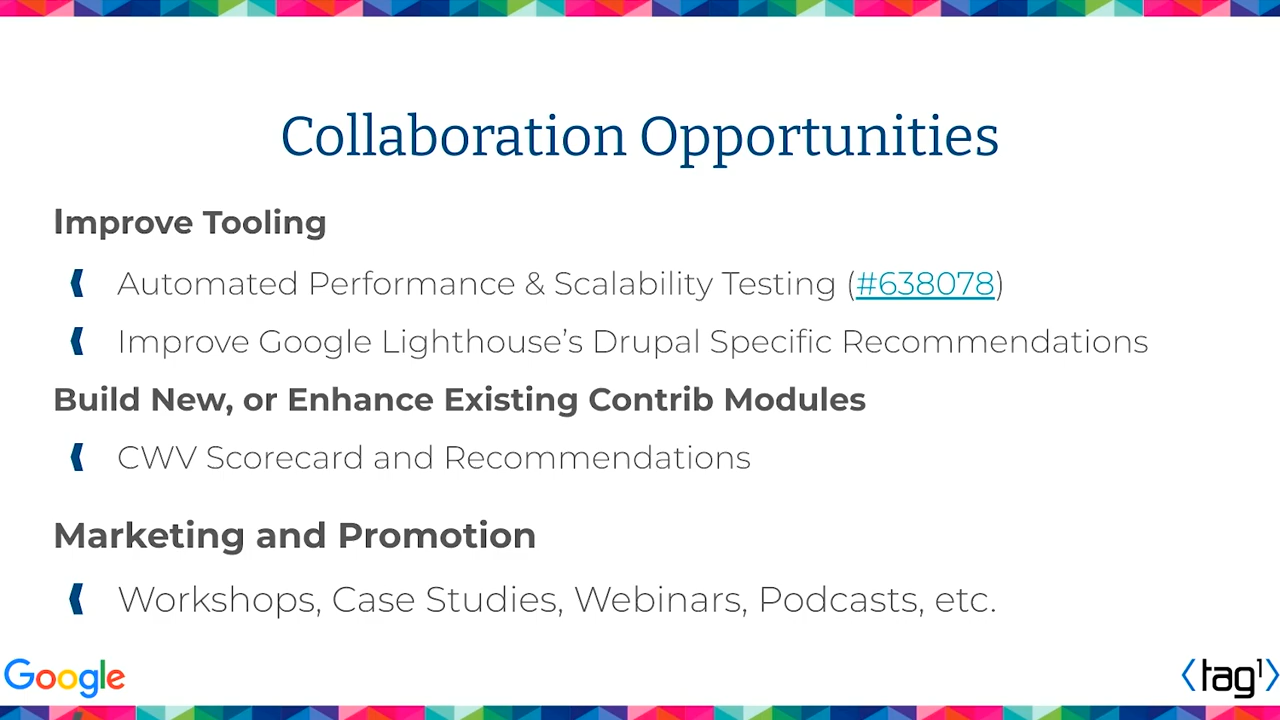 Collaboration Opportunities
Improve Tooling
Automated Performance & Scalability Testing (#638078)
Improve Google Lighthouse’s Drupal Specific Recommendations
Build New, or Enhance Existing Contrib Modules
CWV Scorecard and Recommendations
Marketing and Promotion
Workshops, Case Studies, Webinars, Podcasts, etc.
Google
tag1